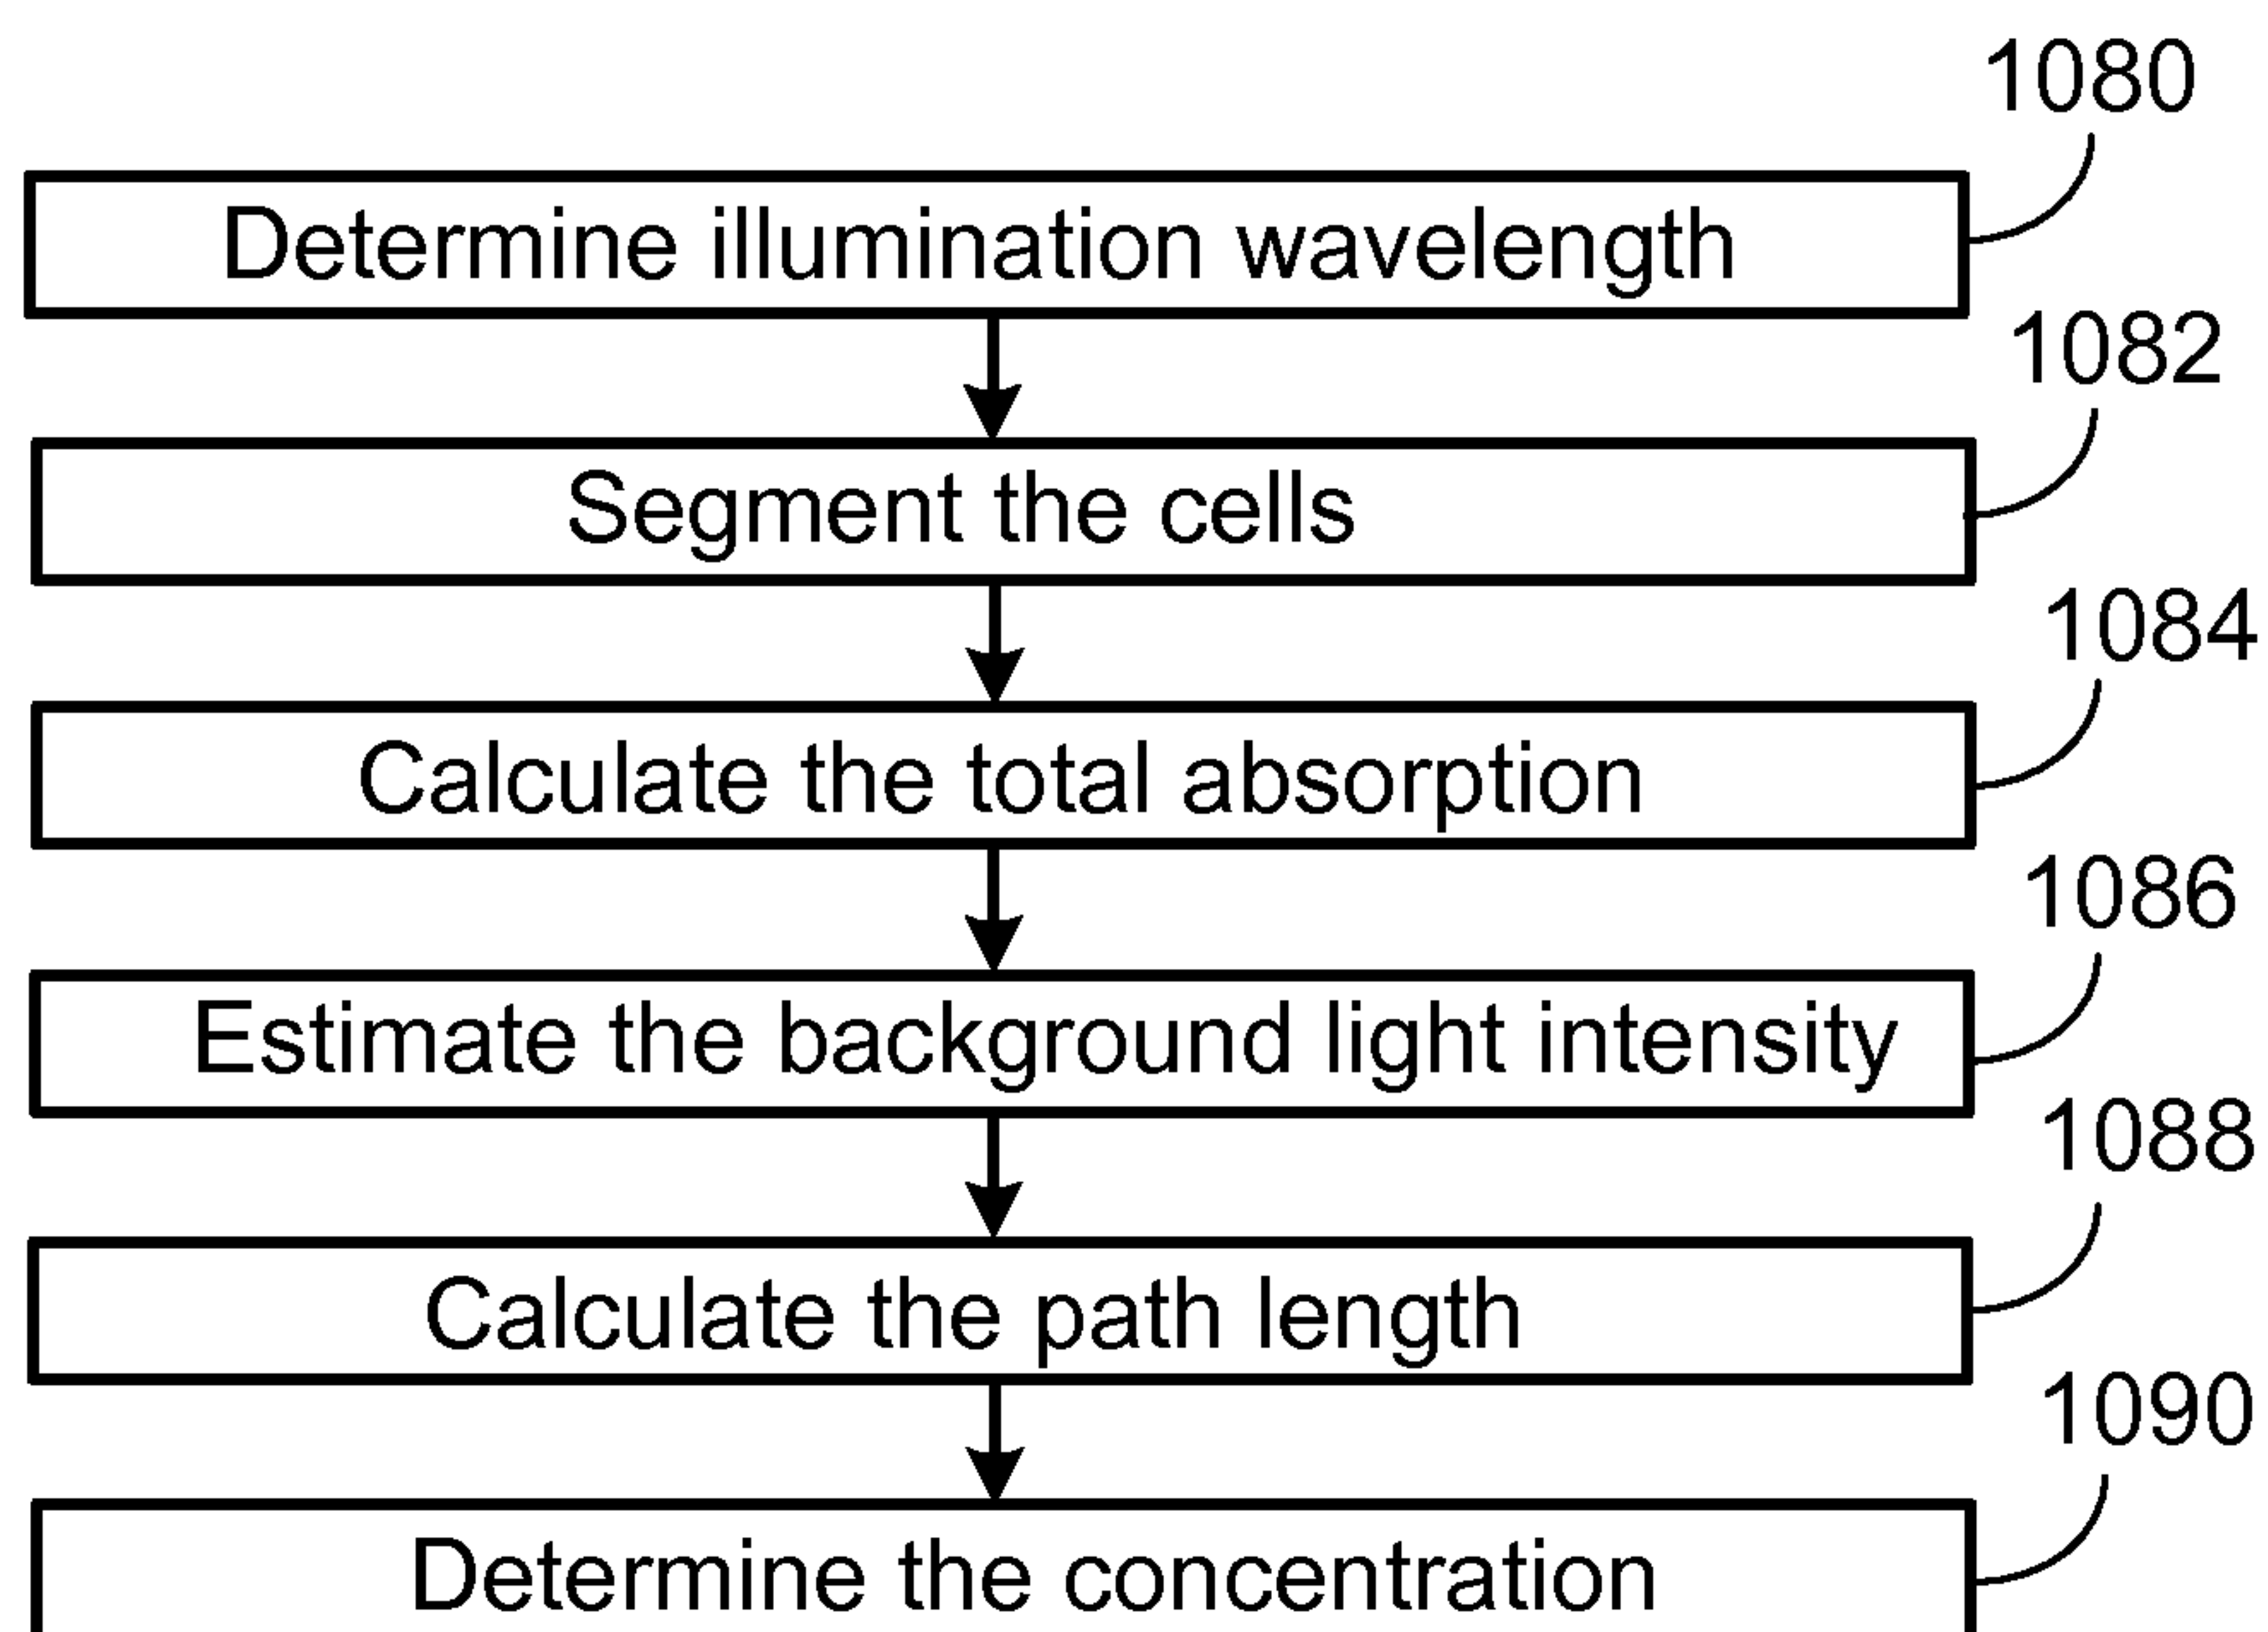 1080
Determine illumination wavelength
1082
Segment the cells
1084
Calculate the total absorption
1086
Estimate the background light intensity
1088
Calculate the path length
1090
Determine the concentration